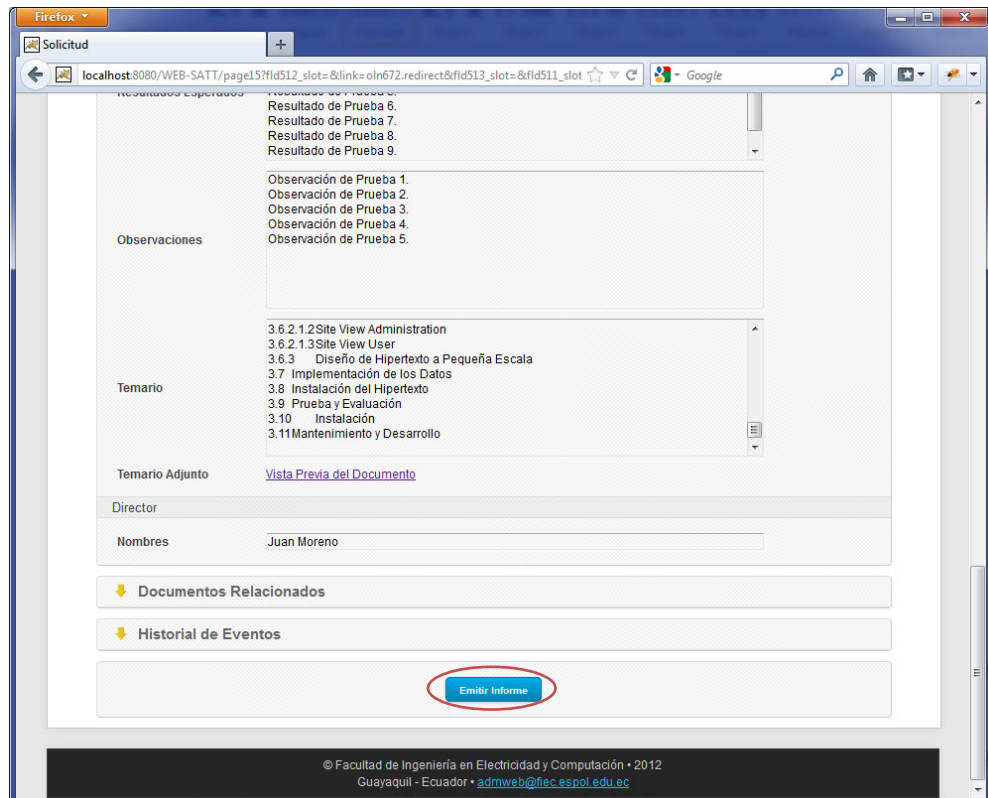 Firefox
Solicitud
localhost:8080/WEB-SATT/page15?fld512_slot=&link=oln672.redirect&fld513_slot=&fld511_slot
Google
Resultados Esperados
Resultado de Prueba 6.
Resultado de Prueba 7.
Resultado de Prueba 8.
Resultado de Prueba 9.
Observaciones
Observación de Prueba 1.
Observación de Prueba 2.
Observación de Prueba 3.
Observación de Prueba 4.
Observación de Prueba 5.
Temario
3.6.2.1.2Site View Administration
3.6.2.1.3Site View User
3.6.3 Diseño de Hipertexto a Pequeña Escala
3.7 Implementación de los Datos
3.8 Instalación del Hipertexto
3.9 Prueba y Evaluación
3.10 Instalación
3.11Mantenimiento y Desarrollo
Temario Adjunto
Vista Previa del Documento
Director
Nombres
Juan Moreno
Documentos Relacionados
Historial de Eventos
Emitir Informe
© Facultad de Ingeniería en Electricidad y Computación • 2012
Guayaquil - Ecuador • admweb@fiec.espol.edu.ec